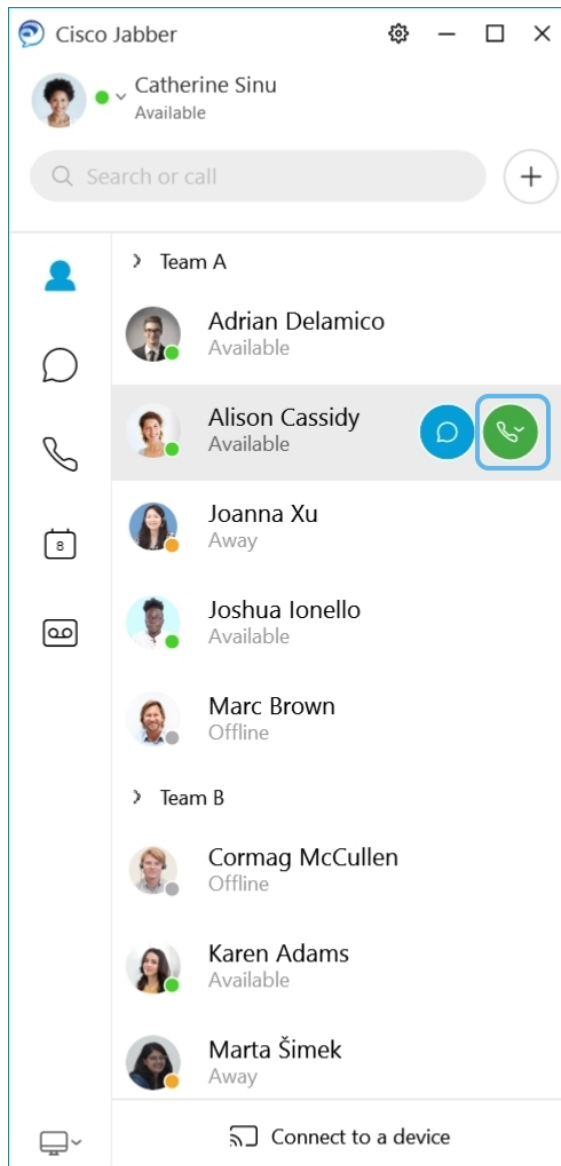 Cisco Jabber
Catherine Sinu
Available
Search or call
Team A
Adrian Delamico
Available
Alison Cassidy
Available
Joanna Xu
Away
8
Joshua Ionello
Available
Marc Brown
Offline
Team B
Cormag McCullen
Offline
Karen Adams
Available
Marta Šimek
Away
Connect to a device